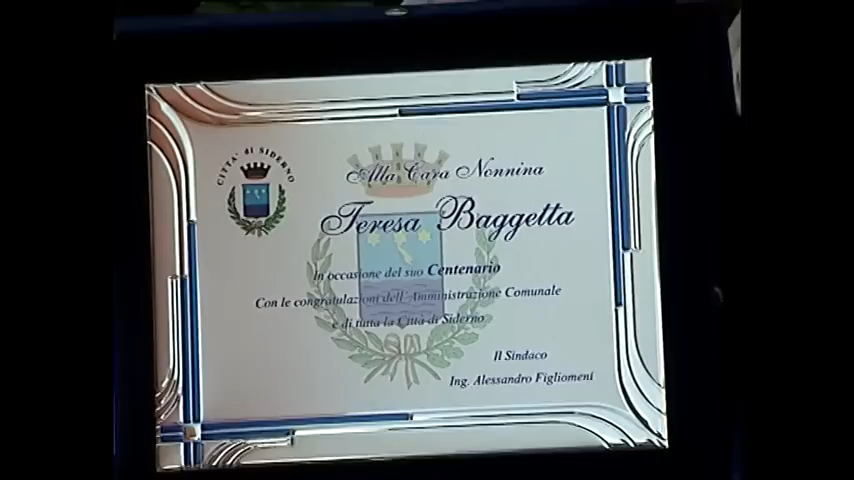 CITTA' di SIDERNO
Alla Cara Nonnina
Teresa Baggetta
In occasione del suo Centenario
Con le congratulazioni dell'Amministrazione Comunale
e di tutta la Città di Siderno
Il Sindaco
Ing. Alessandro Figliomeni